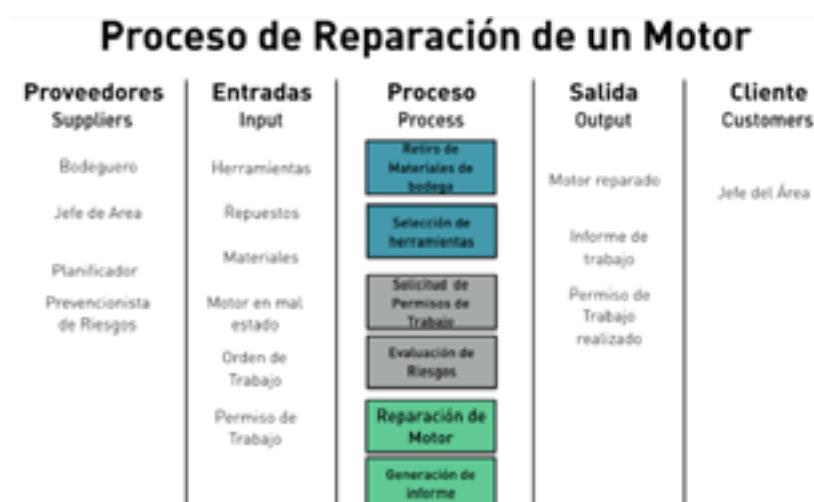 Proceso de Reparación de un Motor
Proveedores
Suppliers
Bodeguero
Jefe de Area
Planificador
Prevencionista
de Riesgos
Entradas
Input
Herramientas
Repuestos
Materiales
Motor en mal
estado
Orden de
Trabajo
Permiso de
Trabajo
Proceso
Process
Retiro de
Materiales de
bodega
Selección de
herramientas
Solicitud de
Permisos de
Trabajo
Evaluación de
Riesgos
Reparación de
Motor
Generación de
informe
Salida
Output
Motor reparado
Informe de
trabajo
Permiso de
Trabajo
realizado
Cliente
Customers
Jefe del Área